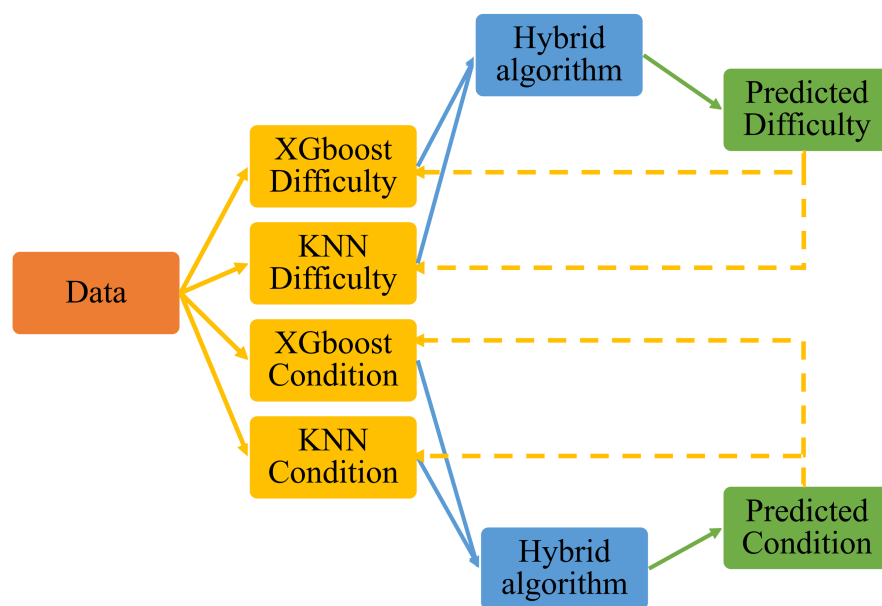 Hybrid
algorithm
Predicted
Difficulty
XGboost
Difficulty
KNN
Difficulty
Data
XGboost
Condition
KNN
Condition
Predicted
Condition
Hybrid
algorithm